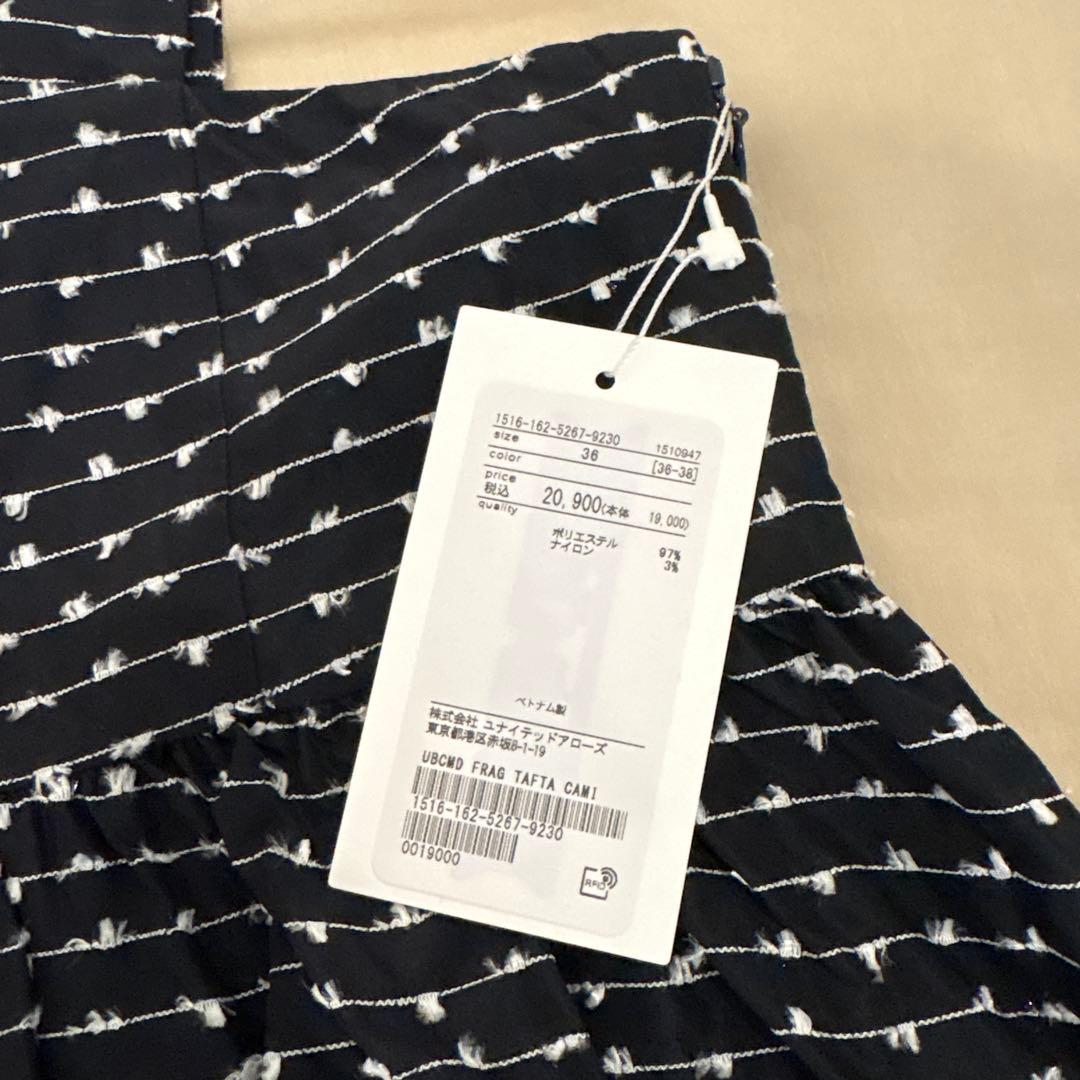 1516-162-5267-9230 1510947
size 36 [36-38]
color
price
税込 20,900(本体 19,000)
quality
ポリエステル 97%
ナイロン 3%
ベトナム製
株式会社 ユナイテッドアローズ
東京都港区赤坂8-1-19
UBCMD FRAG TAFTA CAMI
1516-162-5267-9230
0019000
RFID